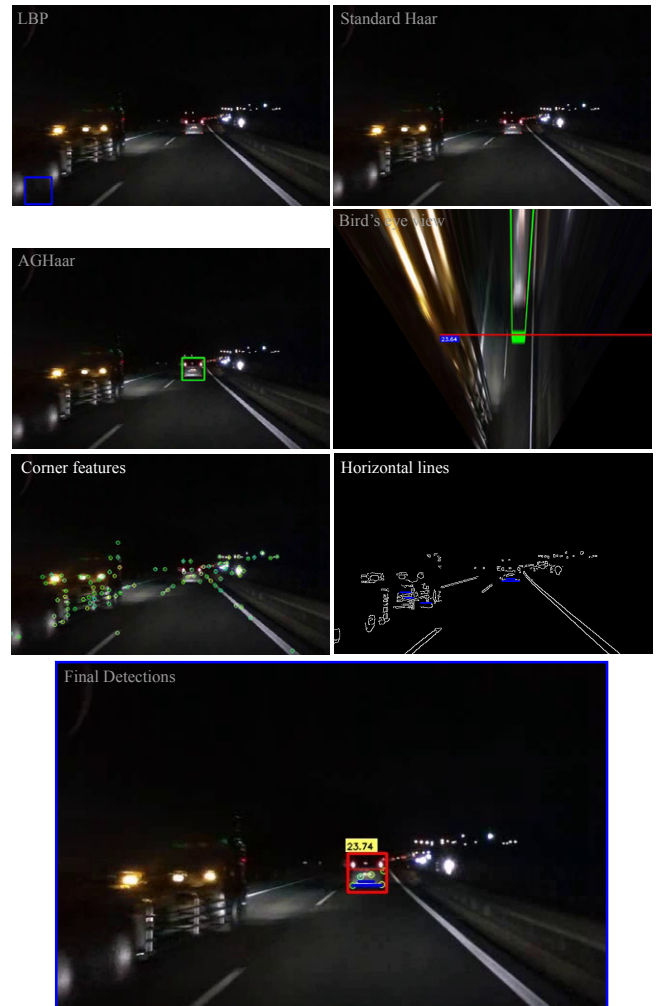 LBP
Standard Haar
Bird's eye view
23.64
AGHaar
Corner features
Horizontal lines
Final Detections
23.74